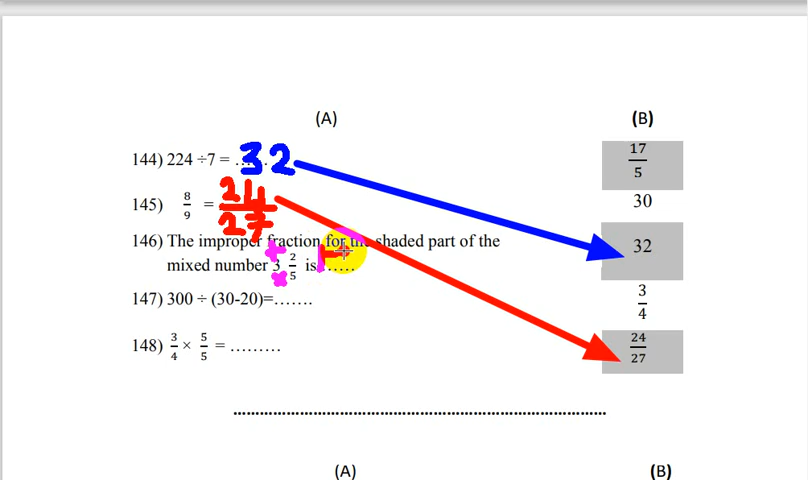 (A) (B)
144) 224 ÷7 = ... 32
17/5
145) 8/9 = 24/27
30
146) The improper fraction for the shaded part of the
mixed number 3 2/5 is .....
32
147) 300 ÷ (30-20)=.......
3/4
148) 3/4 × 5/5 = .........
24/27
(A) (B)